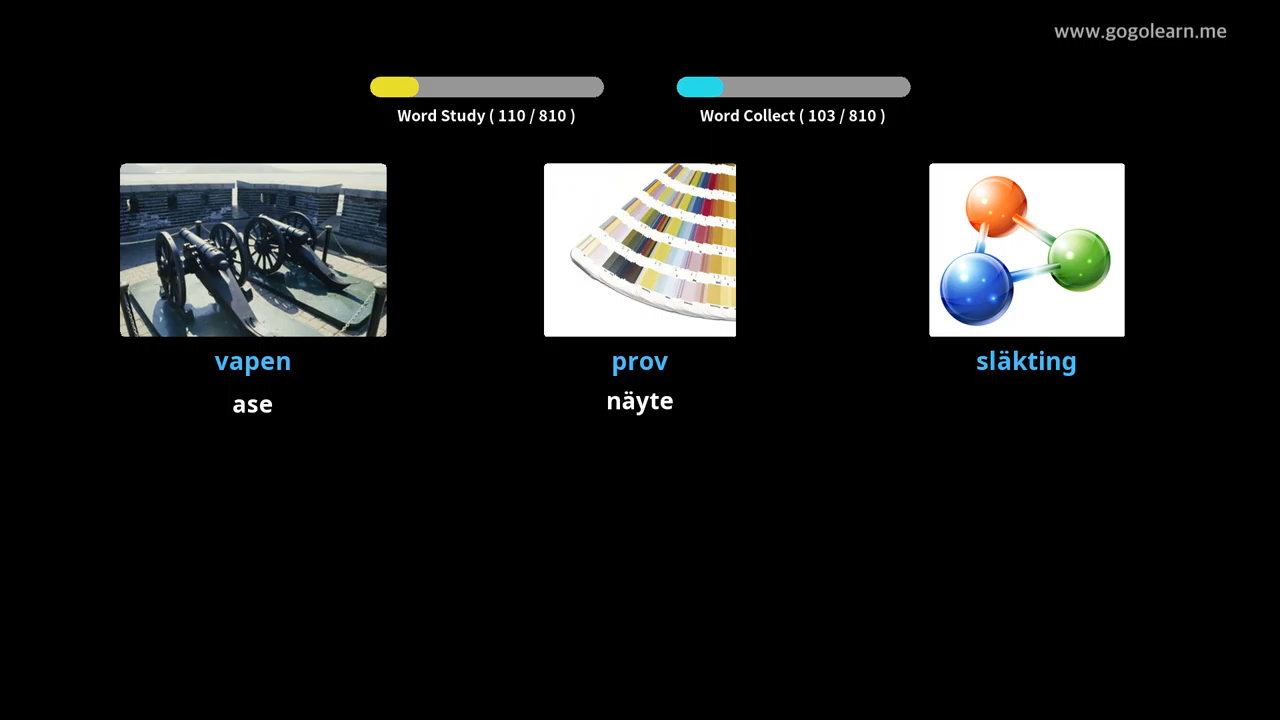 www.gogolearn.me
Word Study ( 110 / 810 )
Word Collect ( 103 / 810 )
vapen
prov
släkting
ase
näyte